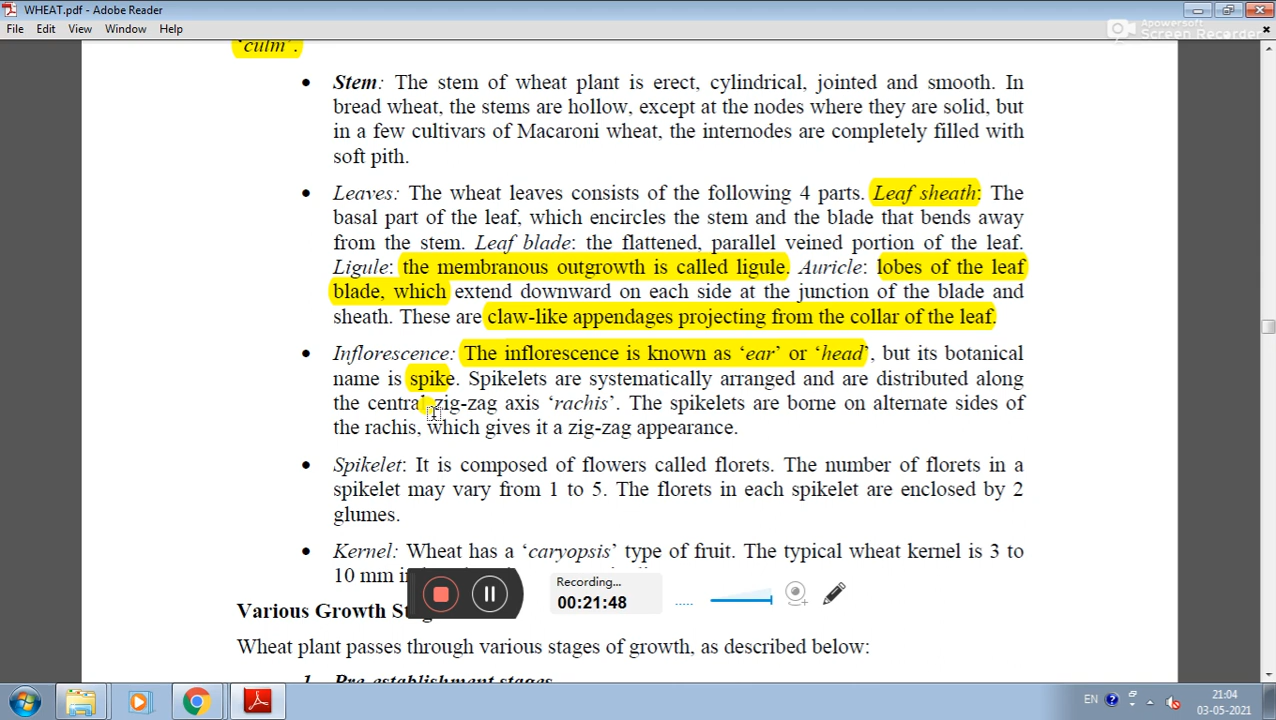 WHEAT.pdf - Adobe Reader
File Edit View Window Help
Apowersoft
Screen Recorder
‘culm’.
• Stem: The stem of wheat plant is erect, cylindrical, jointed and smooth. In
bread wheat, the stems are hollow, except at the nodes where they are solid, but
in a few cultivars of Macaroni wheat, the internodes are completely filled with
soft pith.
• Leaves: The wheat leaves consists of the following 4 parts. Leaf sheath: The
basal part of the leaf, which encircles the stem and the blade that bends away
from the stem. Leaf blade: the flattened, parallel veined portion of the leaf.
Ligule: the membranous outgrowth is called ligule. Auricle: lobes of the leaf
blade, which extend downward on each side at the junction of the blade and
sheath. These are claw-like appendages projecting from the collar of the leaf.
• Inflorescence: The inflorescence is known as ‘ear’ or ‘head’, but its botanical
name is spike. Spikelets are systematically arranged and are distributed along
the central zig-zag axis ‘rachis’. The spikelets are borne on alternate sides of
the rachis, which gives it a zig-zag appearance.
• Spikelet: It is composed of flowers called florets. The number of florets in a
spikelet may vary from 1 to 5. The florets in each spikelet are enclosed by 2
glumes.
• Kernel: Wheat has a ‘caryopsis’ type of fruit. The typical wheat kernel is 3 to
10 mm
Recording...
00:21:48
Various Growth
Wheat plant passes through various stages of growth, as described below:
1. Pre-establishment stages
EN
21:04
03-05-2021